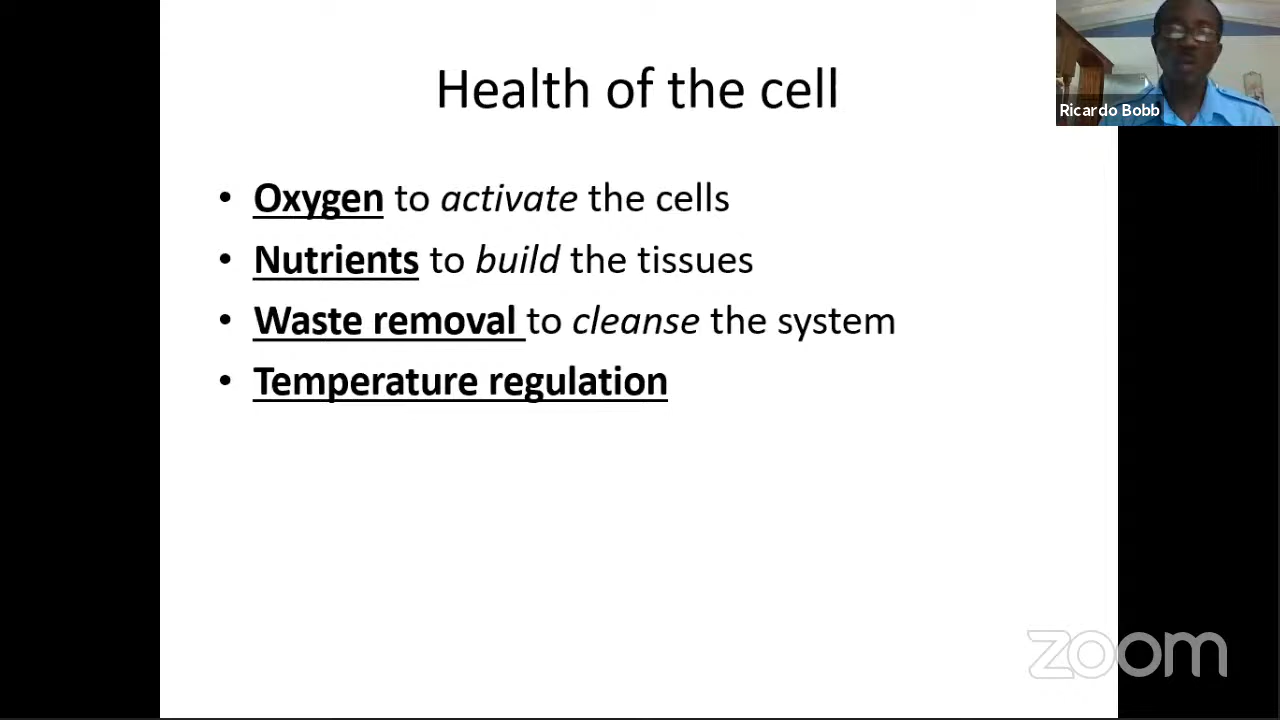 Health of the cell
Ricardo Bobb
• Oxygen to activate the cells
• Nutrients to build the tissues
• Waste removal to cleanse the system
• Temperature regulation
zoom